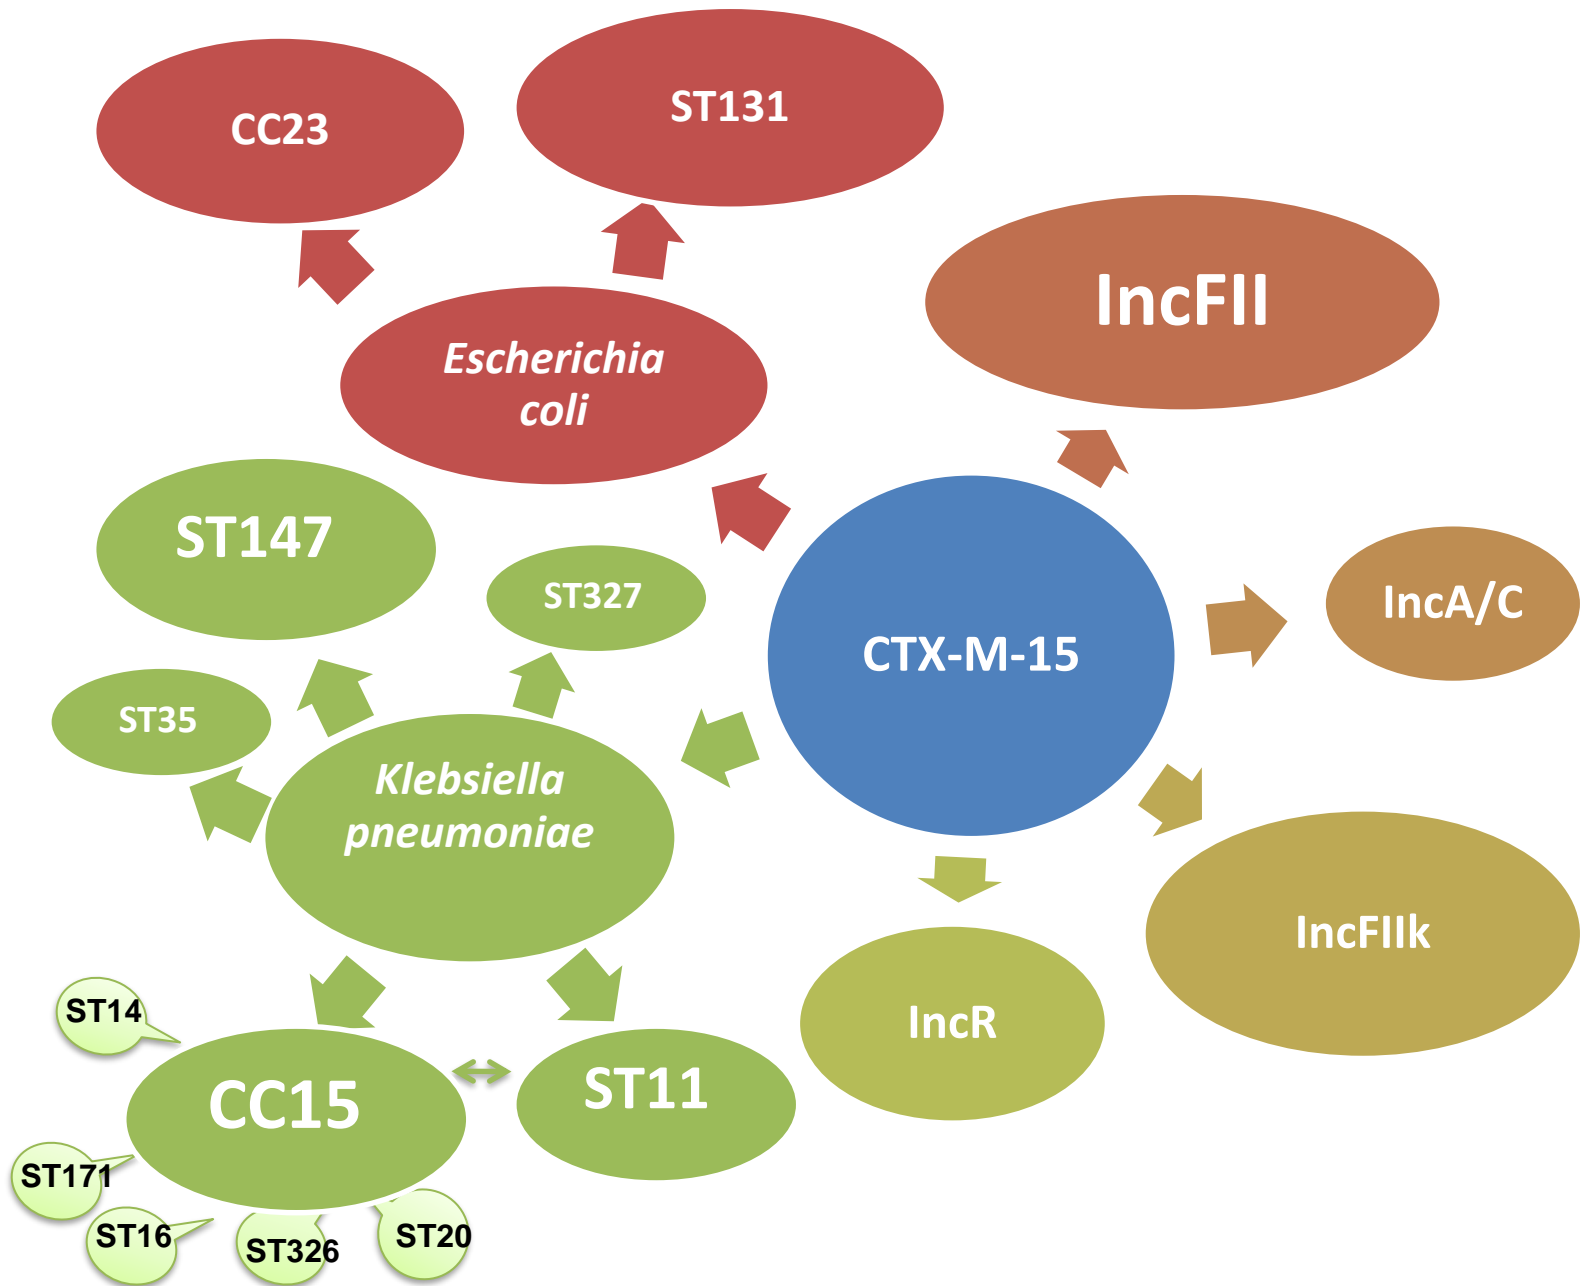 CC23
ST131
IncFII
Escherichia
coli
ST147
ST327
IncA/C
CTX-M-15
ST35
Klebsiella
pneumoniae
IncFIIk
ST14
IncR
CC15
ST11
ST171
ST16
ST326
ST20